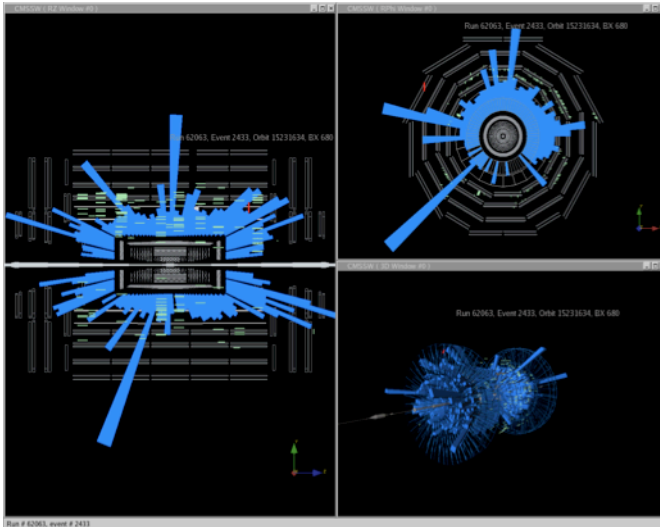 CMSSW ( RZ Window #0 )
Run 62063, Event 2433, Orbit 15231634, BX 680
CMSSW ( RPhi Window #0 )
Run 62063, Event 2433, Orbit 15231634, BX 680
CMSSW ( 3D Window #0 )
Run 62063, Event 2433, Orbit 15231634, BX 680
Run # 62063, event # 2433